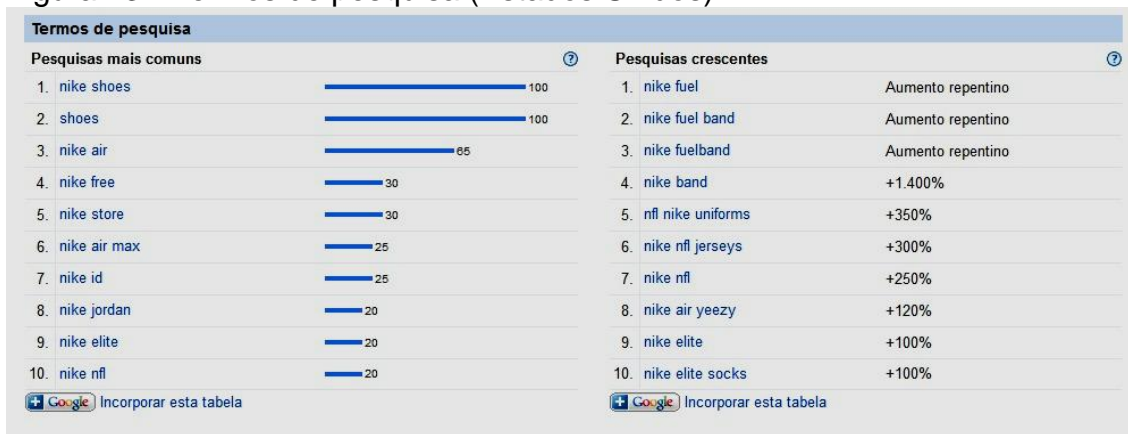 Termos de pesquisa
Pesquisas mais comuns
1. nike shoes 100
2. shoes 100
3. nike air 65
4. nike free 30
5. nike store 30
6. nike air max 25
7. nike id 25
8. nike jordan 20
9. nike elite 20
10. nike nfl 20
Google Incorporar esta tabela
Pesquisas crescentes
1. nike fuel Aumento repentino
2. nike fuel band Aumento repentino
3. nike fuelband Aumento repentino
4. nike band +1.400%
5. nfl nike uniforms +350%
6. nike nfl jerseys +300%
7. nike nfl +250%
8. nike air yeezy +120%
9. nike elite +100%
10. nike elite socks +100%
Google Incorporar esta tabela